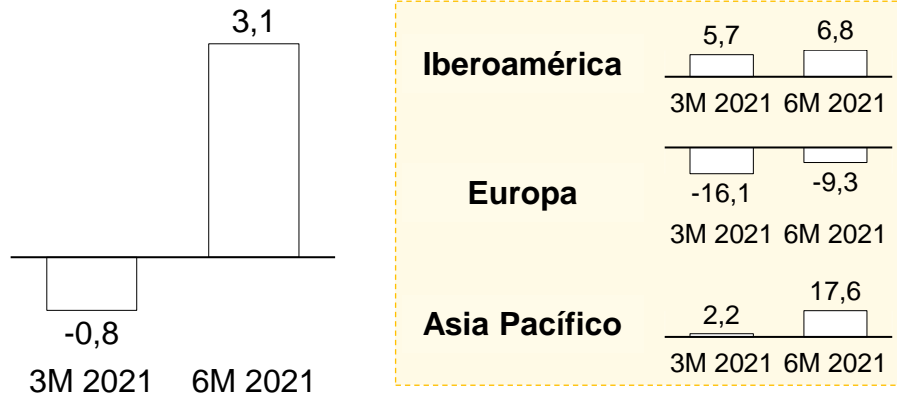 3,1
-0,8
3M 2021 6M 2021
Iberoamérica
5,7 6,8
3M 2021 6M 2021
Europa
-16,1 -9,3
3M 2021 6M 2021
Asia Pacífico
2,2 17,6
3M 2021 6M 2021